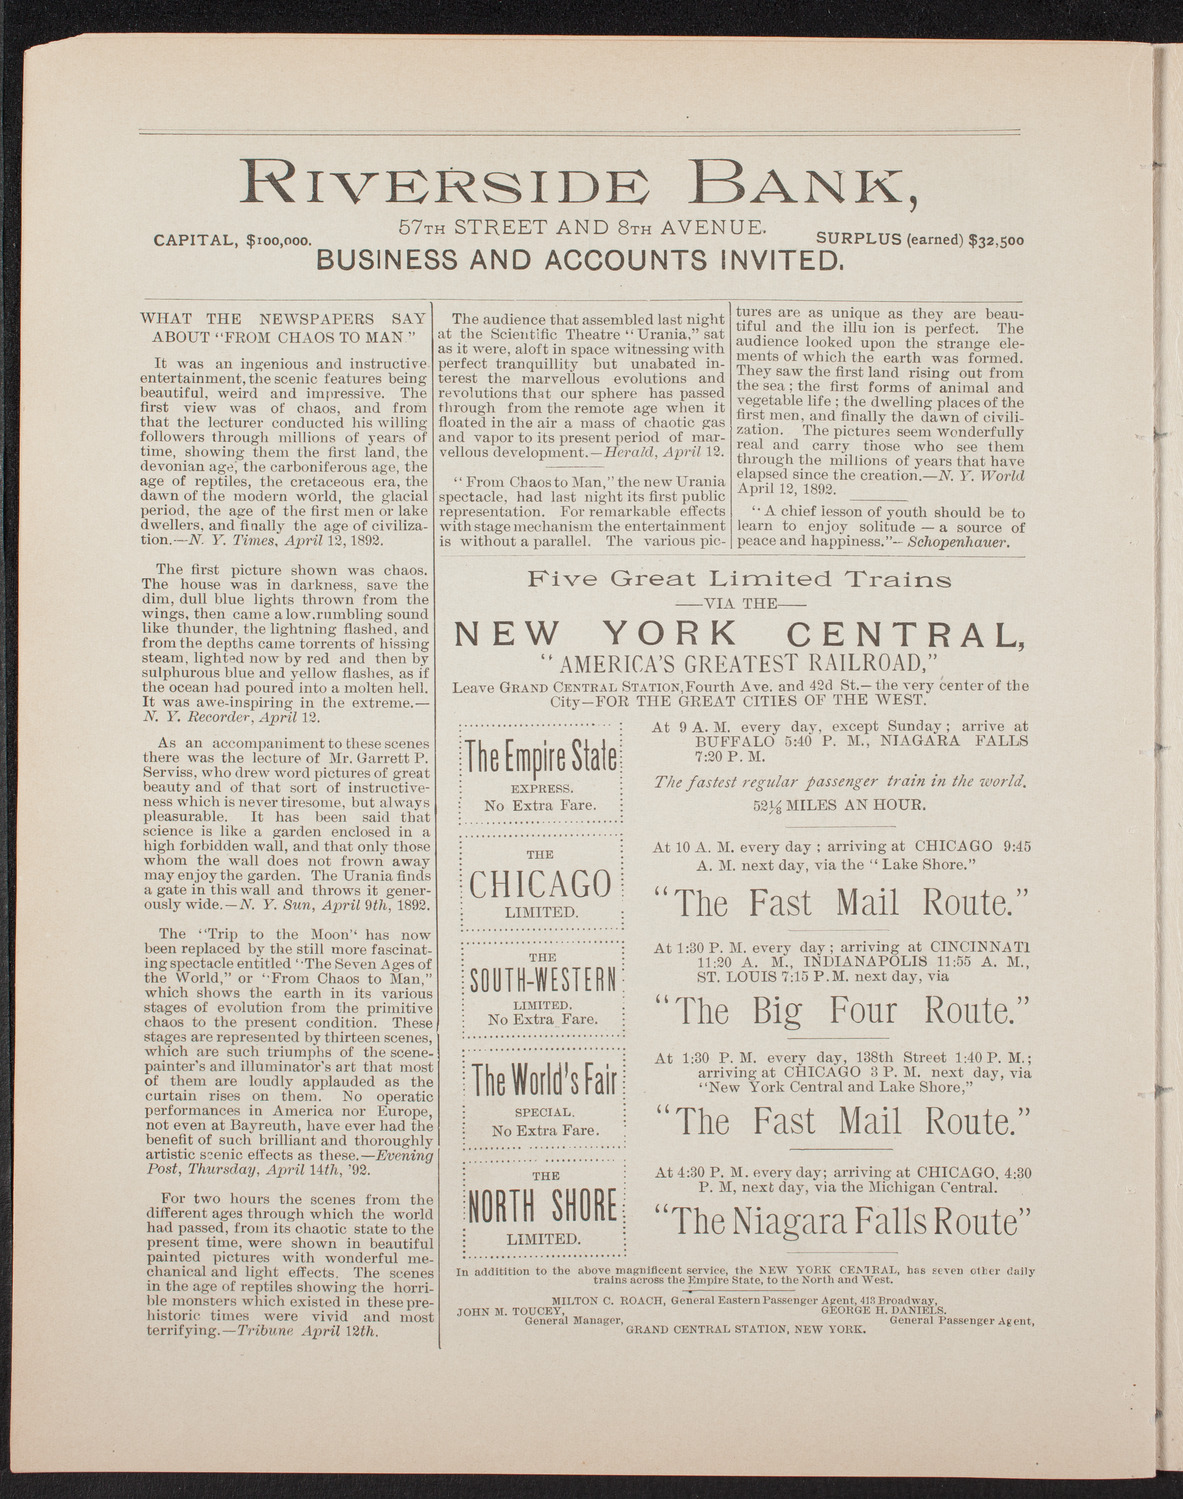 RIVERSIDE BANK,
57TH STREET AND 8TH AVENUE.
CAPITAL, $100,000.
SURPLUS (earned) $32,500
BUSINESS AND ACCOUNTS INVITED.
WHAT THE NEWSPAPERS SAY
ABOUT "FROM CHAOS TO MAN"
It was an ingenious and instructive
entertainment, the scenic features being
beautiful, weird and impressive. The
first view was of chaos, and from
that the lecturer conducted his willing
followers through millions of years of
time, showing them the first land, the
devonian age, the carboniferous age, the
age of reptiles, the cretaceous era, the
dawn of the modern world, the glacial
period, the age of the first men or lake
dwellers, and finally the age of civiliza-
tion.—N. Y. Times, April 12, 1892.
The first picture shown was chaos.
The house was in darkness, save the
dim, dull blue lights thrown from the
wings, then came a low.rumbling sound
like thunder, the lightning flashed, and
from the depths came torrents of hissing
steam, lighted now by red and then by
sulphurous blue and yellow flashes, as if
the ocean had poured into a molten hell.
It was awe-inspiring in the extreme.—
N. Y. Recorder, April 12.
As an accompaniment to these scenes
there was the lecture of Mr. Garrett P.
Serviss, who drew word pictures of great
beauty and of that sort of instructive-
ness which is never tiresome, but always
pleasurable. It has been said that
science is like a garden enclosed in a
high forbidden wall, and that only those
whom the wall does not frown away
may enjoy the garden. The Urania finds
a gate in this wall and throws it gener-
ously wide.—N. Y. Sun, April 9th, 1892.
The "Trip to the Moon" has now
been replaced by the still more fascinat-
ing spectacle entitled "The Seven Ages of
the World," or "From Chaos to Man,"
which shows the earth in its various
stages of evolution from the primitive
chaos to the present condition. These
stages are represented by thirteen scenes,
which are such triumphs of the scene-
painter's and illuminator's art that most
of them are loudly applauded as the
curtain rises on them. No operatic
performances in America nor Europe,
not even at Bayreuth, have ever had the
benefit of such brilliant and thoroughly
artistic scenic effects as these.—Evening
Post, Thursday, April 14th, '92.
For two hours the scenes from the
different ages through which the world
had passed, from its chaotic state to the
present time, were shown in beautiful
painted pictures with wonderful me-
chanical and light effects. The scenes
in the age of reptiles showing the horri-
ble monsters which existed in these pre-
historic times were vivid and most
terrifying.—Tribune April 12th.
The audience that assembled last night
at the Scientific Theatre "Urania," sat
as it were, aloft in space witnessing with
perfect tranquillity but unabated in-
terest the marvellous evolutions and
revolutions that our sphere has passed
through from the remote age when it
floated in the air a mass of chaotic gas
and vapor to its present period of mar-
vellous development.—Herald, April 12.
"From Chaos to Man," the new Urania
spectacle, had last night its first public
representation. For remarkable effects
with stage mechanism the entertainment
is without a parallel. The various pic-
tures are as unique as they are beau-
tiful and the illu ion is perfect. The
audience looked upon the strange ele-
ments of which the earth was formed.
They saw the first land rising out from
the sea; the first forms of animal and
vegetable life; the dwelling places of the
first men, and finally the dawn of civili-
zation. The pictures seem wonderfully
real and carry those who see them
through the millions of years that have
elapsed since the creation.—N. Y. World
April 12, 1892.
"A chief lesson of youth should be to
learn to enjoy solitude — a source of
peace and happiness."— Schopenhauer.
Five Great Limited Trains
—VIA THE—
NEW YORK CENTRAL,
"AMERICA'S GREATEST RAILROAD,"
Leave GRAND CENTRAL STATION, Fourth Ave. and 42d St.—the very center of the
City—FOR THE GREAT CITIES OF THE WEST.
The Empire State
EXPRESS.
No Extra Fare.
At 9 A. M. every day, except Sunday; arrive at
BUFFALO 5:40 P. M., NIAGARA FALLS
7:20 P. M.
The fastest regular passenger train in the world.
52⅛ MILES AN HOUR.
THE
CHICAGO
LIMITED.
At 10 A. M. every day; arriving at CHICAGO 9:45
A. M. next day, via the "Lake Shore."
"The Fast Mail Route."
THE
SOUTH-WESTERN
LIMITED.
No Extra Fare.
At 1:30 P. M. every day; arriving at CINCINNATI
11:20 A. M., INDIANAPOLIS 11:55 A. M.,
ST. LOUIS 7:15 P. M. next day, via
"The Big Four Route."
The World's Fair
SPECIAL.
No Extra Fare.
At 1:30 P. M. every day, 138th Street 1:40 P. M.;
arriving at CHICAGO 3 P. M. next day, via
"New York Central and Lake Shore,"
"The Fast Mail Route."
THE
NORTH SHORE
LIMITED.
At 4:30 P. M. every day; arriving at CHICAGO, 4:30
P. M, next day, via the Michigan Central.
"The Niagara Falls Route"
In addition to the above magnificent service, the NEW YORK CENTRAL, has seven other daily
trains across the Empire State, to the North and West.
MILTON C. ROACH, General Eastern Passenger Agent, 413 Broadway,
JOHN M. TOUCEY,
General Manager,
GEORGE H. DANIELS.
General Passenger Agent,
GRAND CENTRAL STATION, NEW YORK.